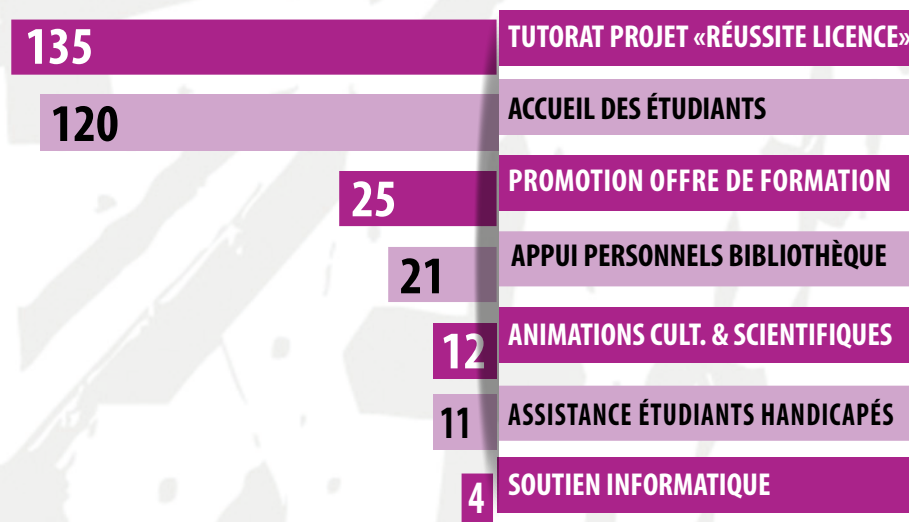 135 TUTORAT PROJET «RÉUSSITE LICENCE»
120 ACCUEIL DES ÉTUDIANTS
25 PROMOTION OFFRE DE FORMATION
21 APPUI PERSONNELS BIBLIOTHÈQUE
12 ANIMATIONS CULT. & SCIENTIFIQUES
11 ASSISTANCE ÉTUDIANTS HANDICAPÉS
4 SOUTIEN INFORMATIQUE